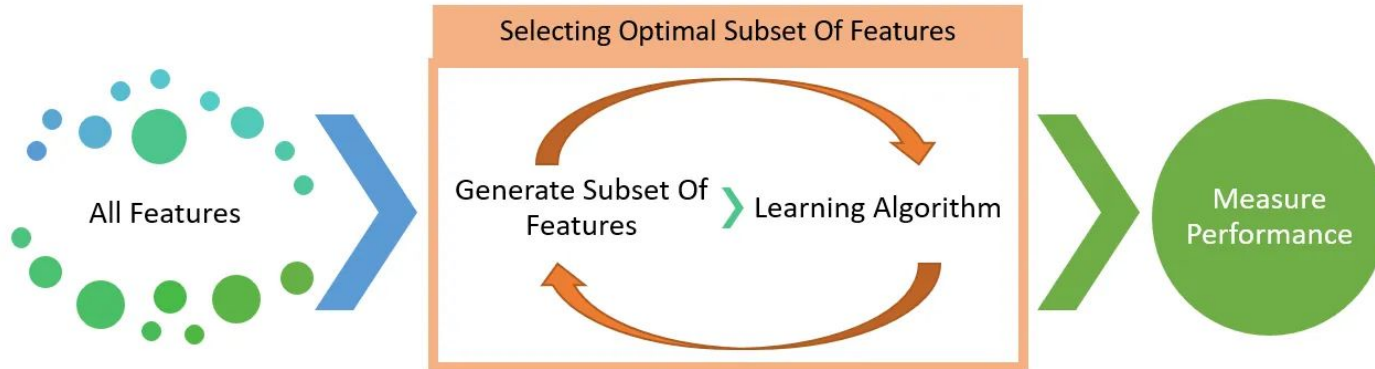 Selecting Optimal Subset Of Features
All Features
Generate Subset Of
Features
Learning Algorithm
Measure
Performance